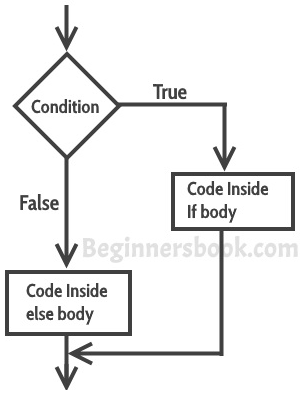 Condition
True
False
Code Inside
If body
Beginnersbook.com
Code Inside
else body